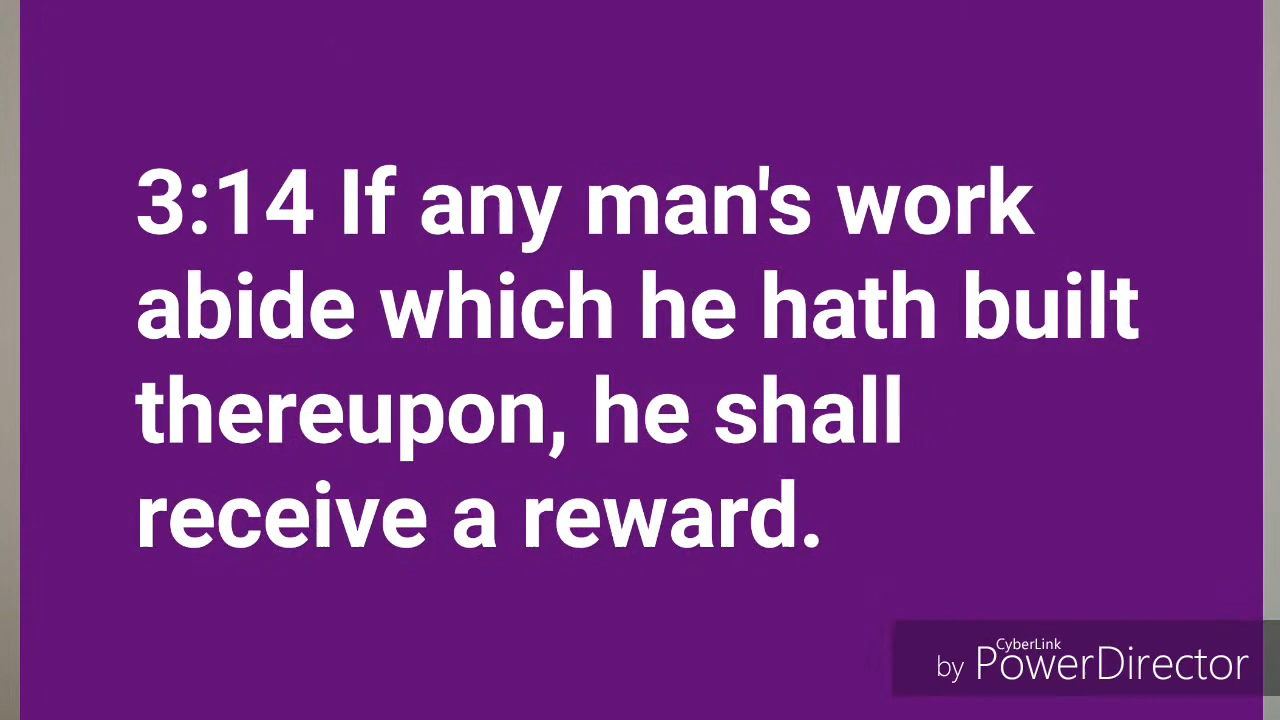 3:14 If any man's work
abide which he hath built
thereupon, he shall
receive a reward.
by CyberLink PowerDirector